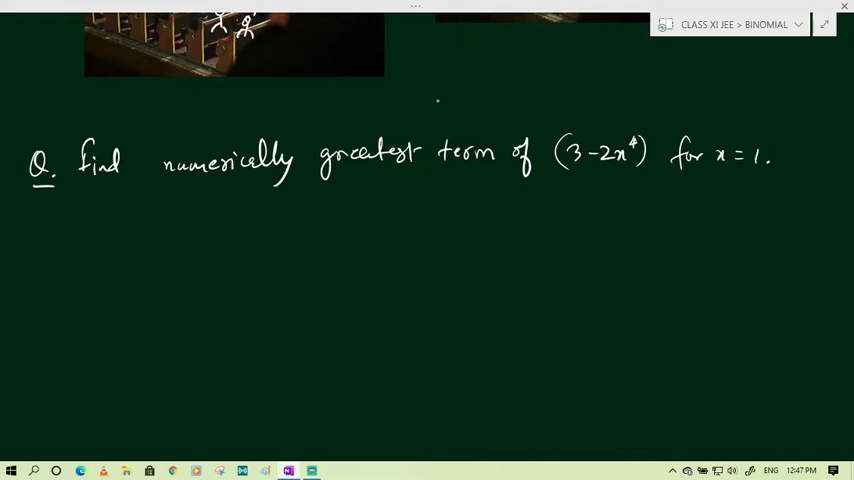 CLASS XI JEE > BINOMIAL
Q. find numerically greatest term of (3-2x⁴) for x = 1.
ENG 12:47 PM